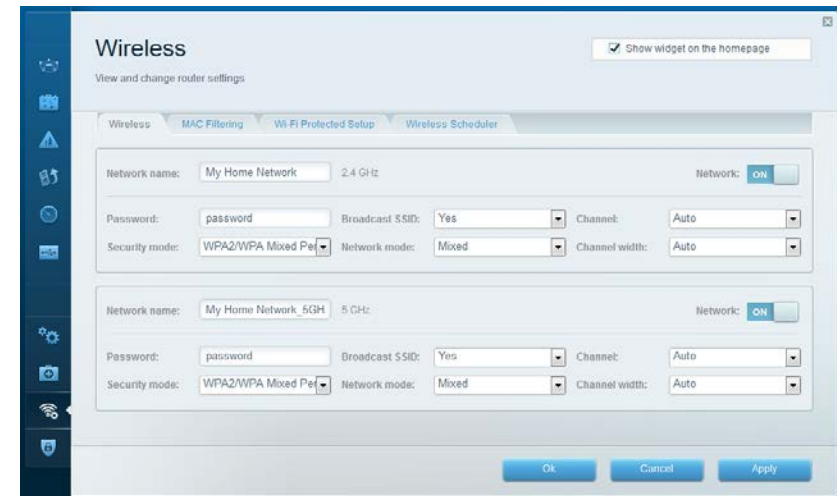 Wireless
Show widget on the homepage
View and change router settings
Wireless MAC Filtering Wi-Fi Protected Setup Wireless Scheduler
Network name: My Home Network 2.4 GHz Network: ON
Password: password Broadcast SSID: Yes Channel: Auto
Security mode: WPA2/WPA Mixed Per Network mode: Mixed Channel width: Auto
Network name: My Home Network_5GH 5 GHz Network: ON
Password: password Broadcast SSID: Yes Channel: Auto
Security mode: WPA2/WPA Mixed Per Network mode: Mixed Channel width: Auto
Ok Cancel Apply